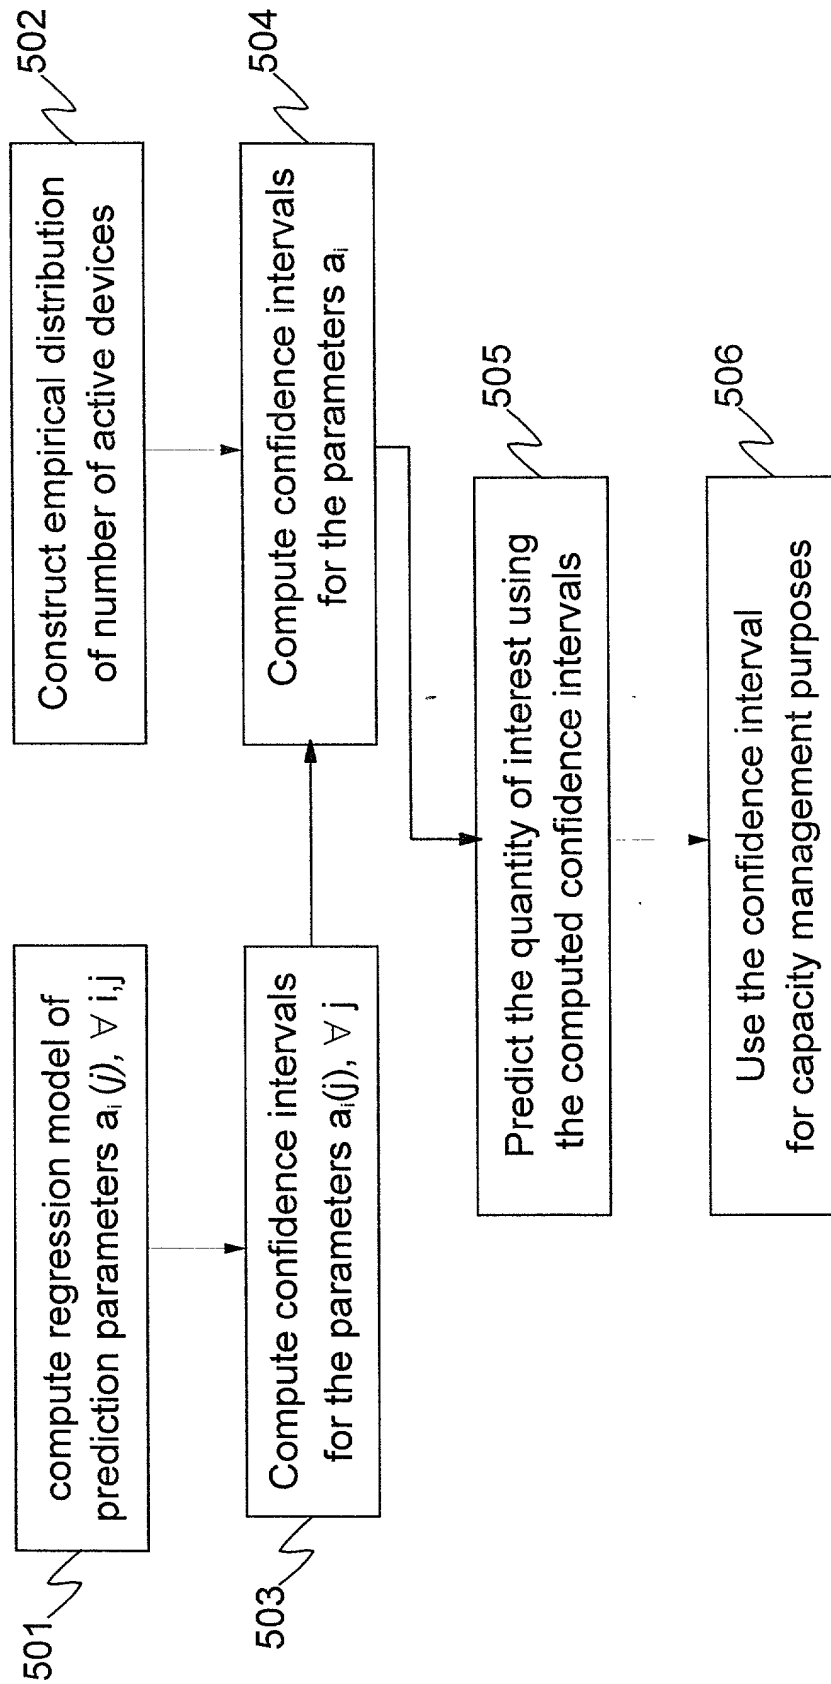 501
compute regression model of
prediction parameters aᵢ (j), ∀ i,j
Construct empirical distribution
of number of active devices
502
503
Compute confidence intervals
for the parameters aᵢ(j), ∀ j
Compute confidence intervals
for the parameters aᵢ
504
Predict the quantity of interest using
the computed confidence intervals
505
Use the confidence interval
for capacity management purposes
506